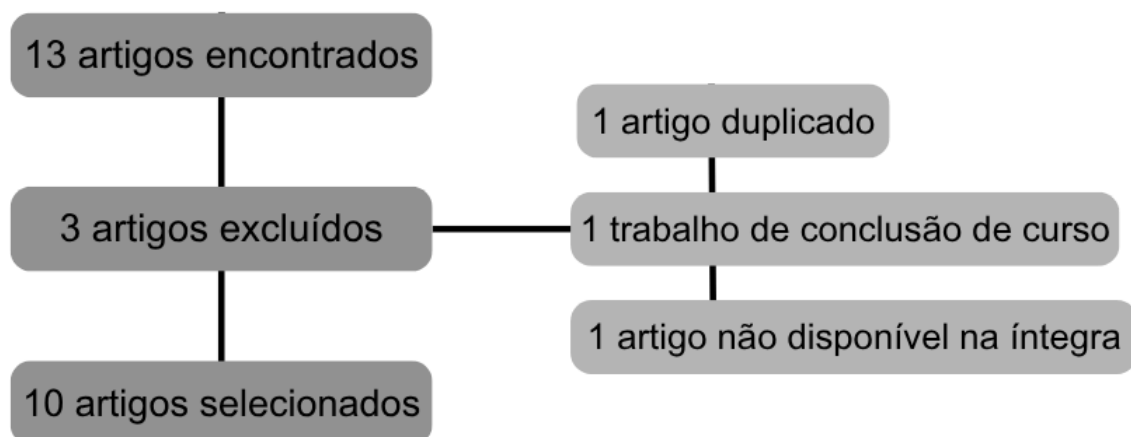 13 artigos encontrados
3 artigos excluídos
10 artigos selecionados
1 artigo duplicado
1 trabalho de conclusão de curso
1 artigo não disponível na íntegra